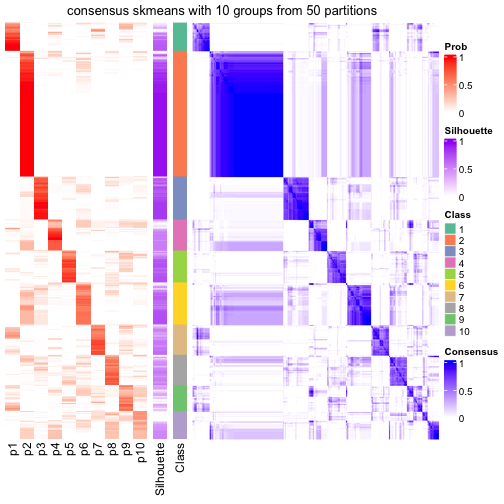 consensus skmeans with 10 groups from 50 partitions
Prob
1
0.5
0
Silhouette
1
0.5
0
Class
1
2
3
4
5
6
7
8
9
10
Consensus
1
0.5
0
p1
p2
p3
p4
p5
p6
p7
p8
p9
p10
Silhouette
Class